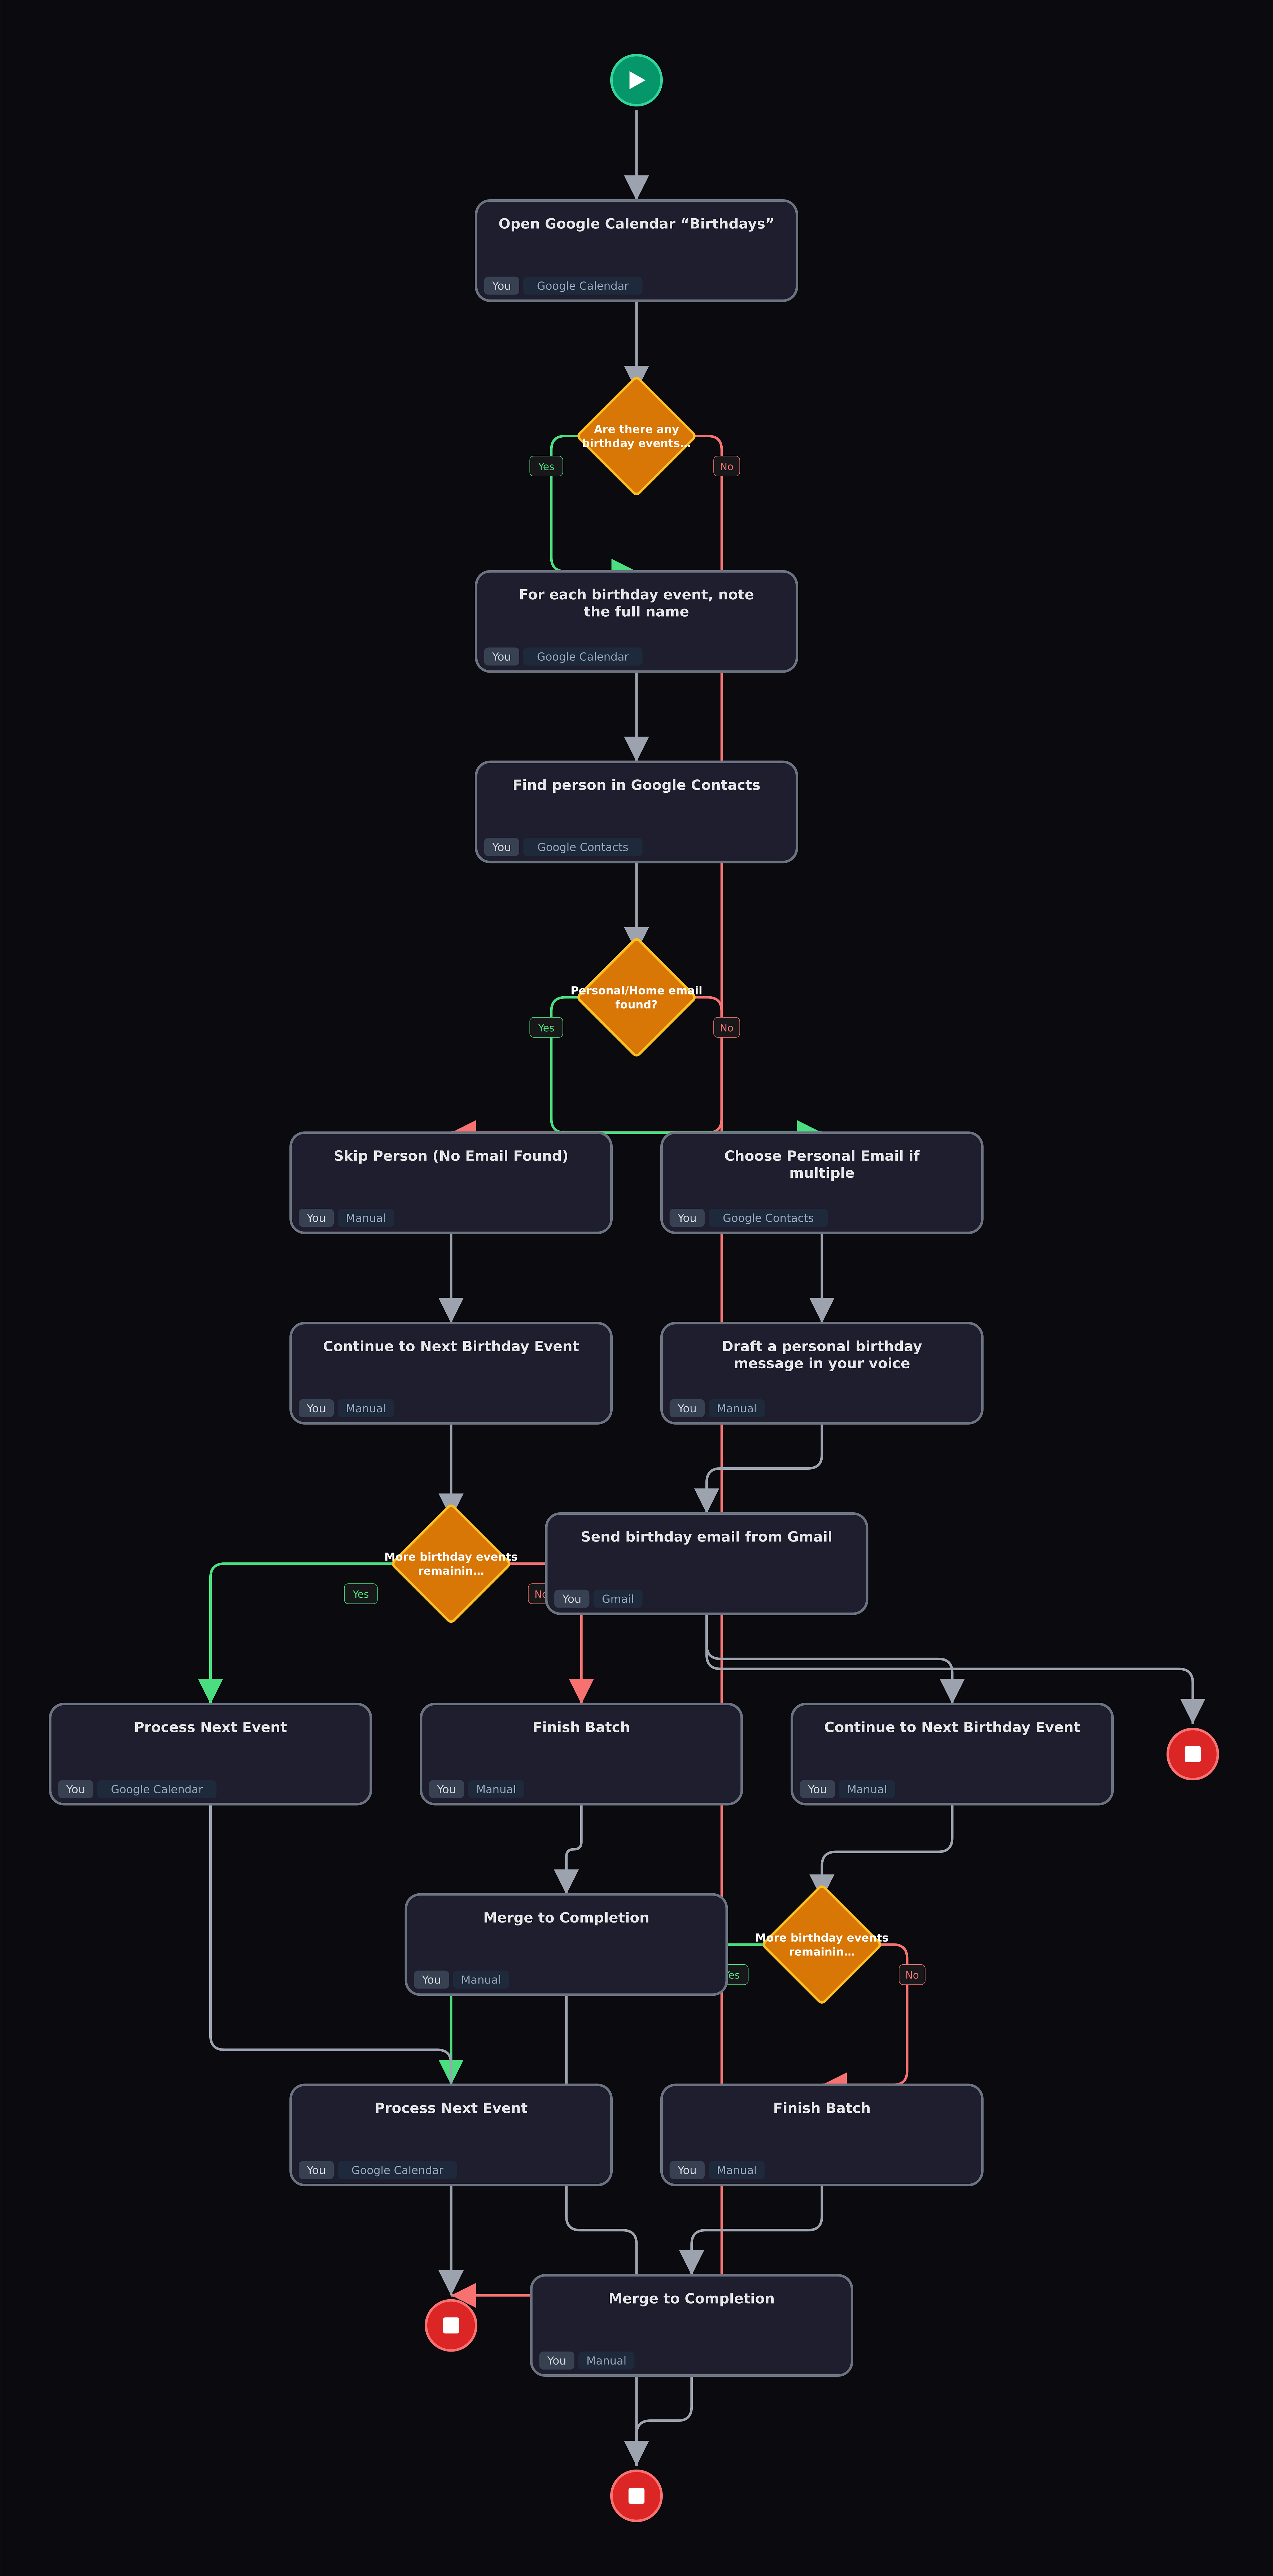 Open Google Calendar “Birthdays”
You Google Calendar
Are there any
birthday events…
Yes
No
For each birthday event, note
the full name
You Google Calendar
Find person in Google Contacts
You Google Contacts
Personal/Home email
found?
Yes
No
Skip Person (No Email Found)
You Manual
Choose Personal Email if
multiple
You Google Contacts
Continue to Next Birthday Event
You Manual
Draft a personal birthday
message in your voice
You Manual
More birthday events
remainin…
Yes
No
Send birthday email from Gmail
You Gmail
Process Next Event
You Google Calendar
Finish Batch
You Manual
Continue to Next Birthday Event
You Manual
Merge to Completion
You Manual
More birthday events
remainin…
Yes
No
Process Next Event
You Google Calendar
Finish Batch
You Manual
Merge to Completion
You Manual